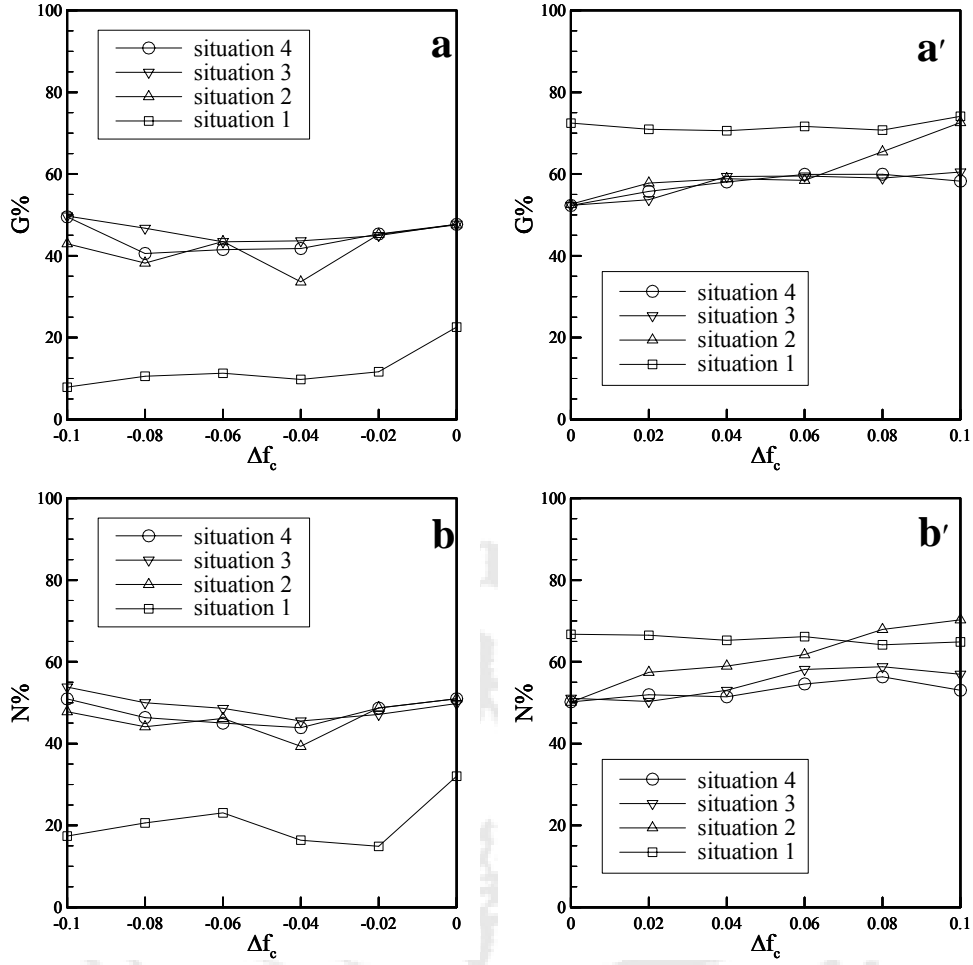 a
situation 4
situation 3
situation 2
situation 1
G%
100
80
60
40
20
0
-0.1 -0.08 -0.06 -0.04 -0.02 0
Δf_c
a′
situation 4
situation 3
situation 2
situation 1
G%
100
80
60
40
20
0
0 0.02 0.04 0.06 0.08 0.1
Δf_c
b
situation 4
situation 3
situation 2
situation 1
N%
100
80
60
40
20
0
-0.1 -0.08 -0.06 -0.04 -0.02 0
Δf_c
b′
situation 4
situation 3
situation 2
situation 1
N%
100
80
60
40
20
0
0 0.02 0.04 0.06 0.08 0.1
Δf_c